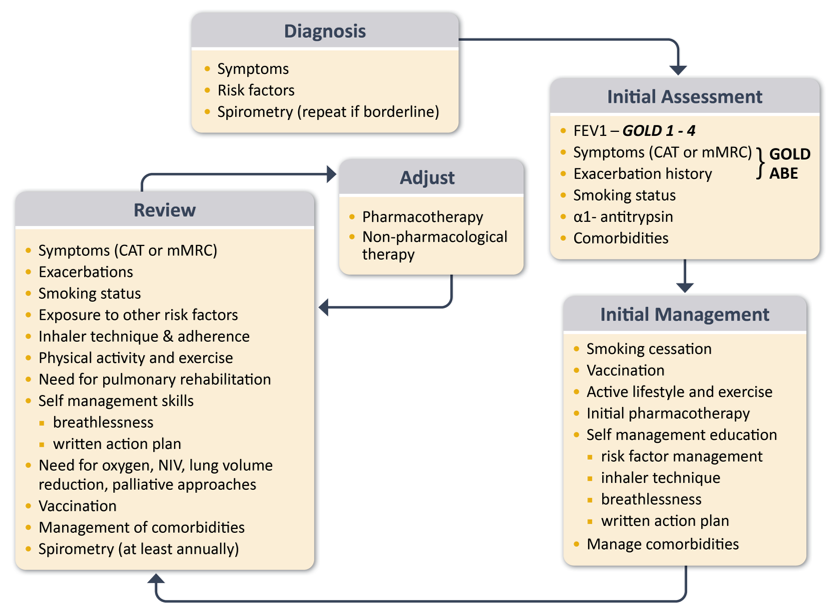 Diagnosis
Symptoms
Risk factors
Spirometry (repeat if borderline)
Initial Assessment
FEV1 – GOLD 1 - 4
Symptoms (CAT or mMRC)
Exacerbation history
GOLD
ABE
Smoking status
α1- antitrypsin
Comorbidities
Initial Management
Smoking cessation
Vaccination
Active lifestyle and exercise
Initial pharmacotherapy
Self management education
risk factor management
inhaler technique
breathlessness
written action plan
Manage comorbidities
Review
Symptoms (CAT or mMRC)
Exacerbations
Smoking status
Exposure to other risk factors
Inhaler technique & adherence
Physical activity and exercise
Need for pulmonary rehabilitation
Self management skills
breathlessness
written action plan
Need for oxygen, NIV, lung volume
reduction, palliative approaches
Vaccination
Management of comorbidities
Spirometry (at least annually)
Adjust
Pharmacotherapy
Non-pharmacological
therapy